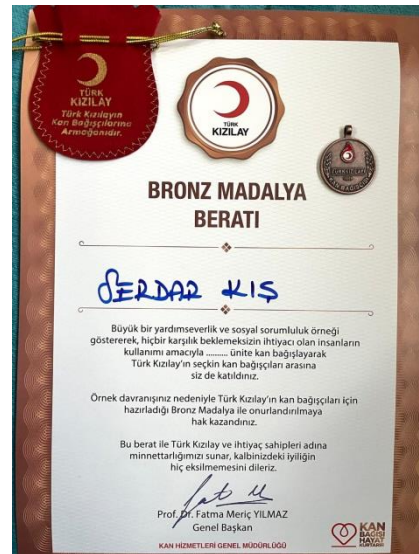 TÜRK
KIZILAY
Türk Kızılayın
Kan Bağışçılarına
Armağanıdır.
TÜRK
KIZILAY
KAN BAĞIŞÇISI
BRONZ MADALYA
BERATI
SERDAR KIŞ
Büyük bir yardımseverlik ve sosyal sorumluluk örneği
göstererek, hiçbir karşılık beklemeksizin ihtiyacı olan insanların
kullanımı amacıyla .......... ünite kan bağışlayarak
Türk Kızılay'ın seçkin kan bağışçıları arasına
siz de katıldınız.
Örnek davranışınız nedeniyle Türk Kızılay'ın kan bağışçıları için
hazırladığı Bronz Madalya ile onurlandırılmaya
hak kazandınız.
Bu berat ile Türk Kızılay ve ihtiyaç sahipleri adına
minnettarlığımızı sunar, kalbinizdeki iyiliğin
hiç eksilmemesini dileriz.
Prof. Dr. Fatma Meriç YILMAZ
Genel Başkan
KAN HİZMETLERİ GENEL MÜDÜRLÜĞÜ
KAN
BAĞIŞI
HAYAT
KURTARIR